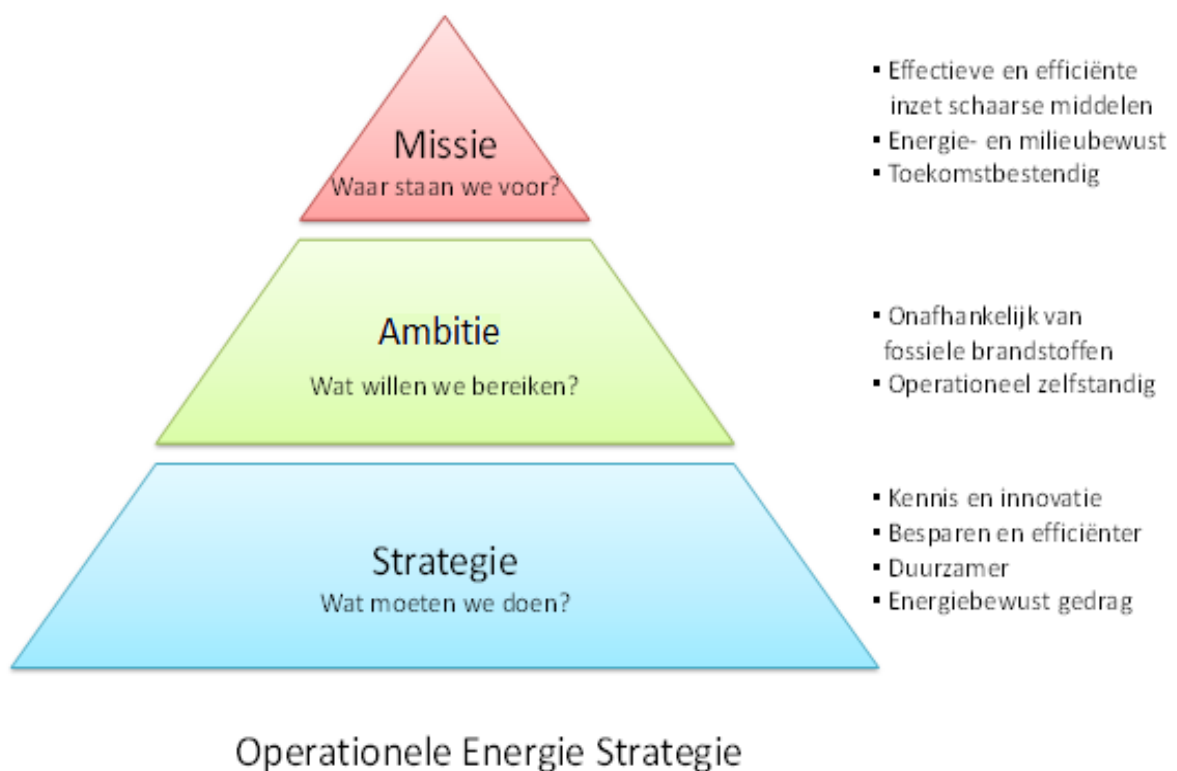 Missie
Waar staan we voor?
▪ Effectieve en efficiënte
inzet schaarse middelen
▪ Energie- en milieubewust
▪ Toekomstbestendig
Ambitie
Wat willen we bereiken?
▪ Onafhankelijk van
fossiele brandstoffen
▪ Operationeel zelfstandig
Strategie
Wat moeten we doen?
▪ Kennis en innovatie
▪ Besparen en efficiënter
▪ Duurzamer
▪ Energiebewust gedrag
Operationele Energie Strategie